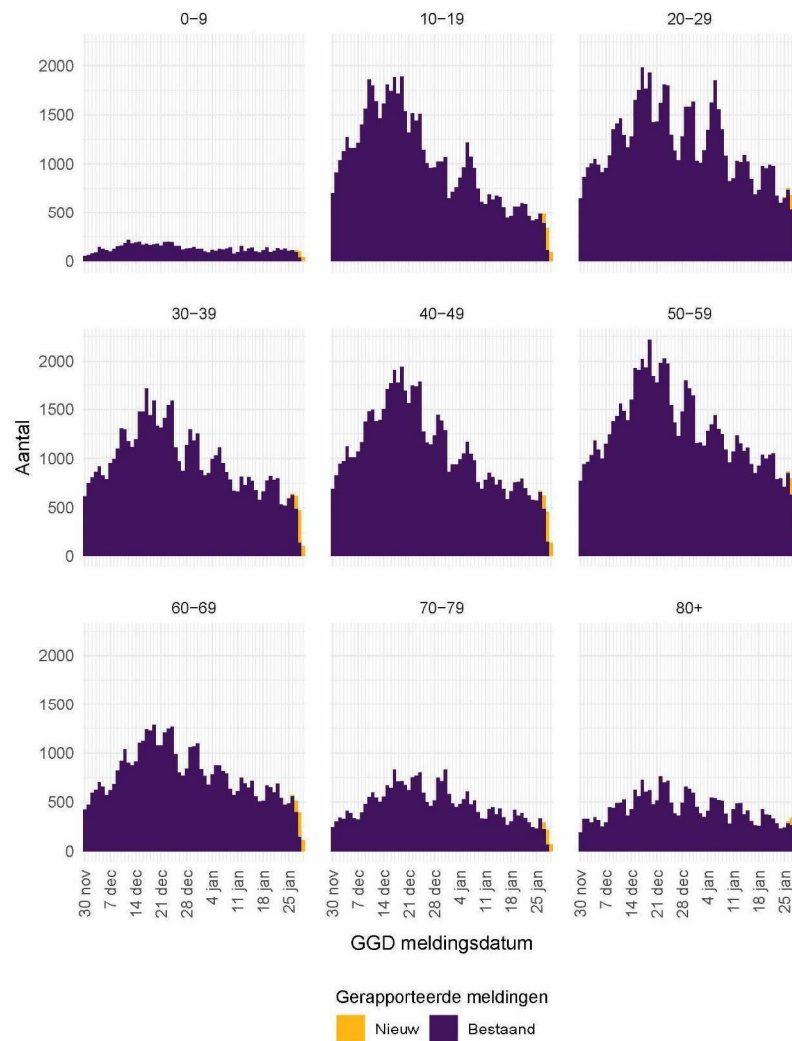 0−9 10−19 20−29
2000
1500
1000
500
0
30−39 40−49 50−59
2000
1500
1000
500
0
Aantal
60−69 70−79 80+
2000
1500
1000
500
0
30 nov 7 dec 14 dec 21 dec 28 dec 4 jan 11 jan 18 jan 25 jan 30 nov 7 dec 14 dec 21 dec 28 dec 4 jan 11 jan 18 jan 25 jan 30 nov 7 dec 14 dec 21 dec 28 dec 4 jan 11 jan 18 jan 25 jan
GGD meldingsdatum
Gerapporteerde meldingen
Nieuw Bestaand